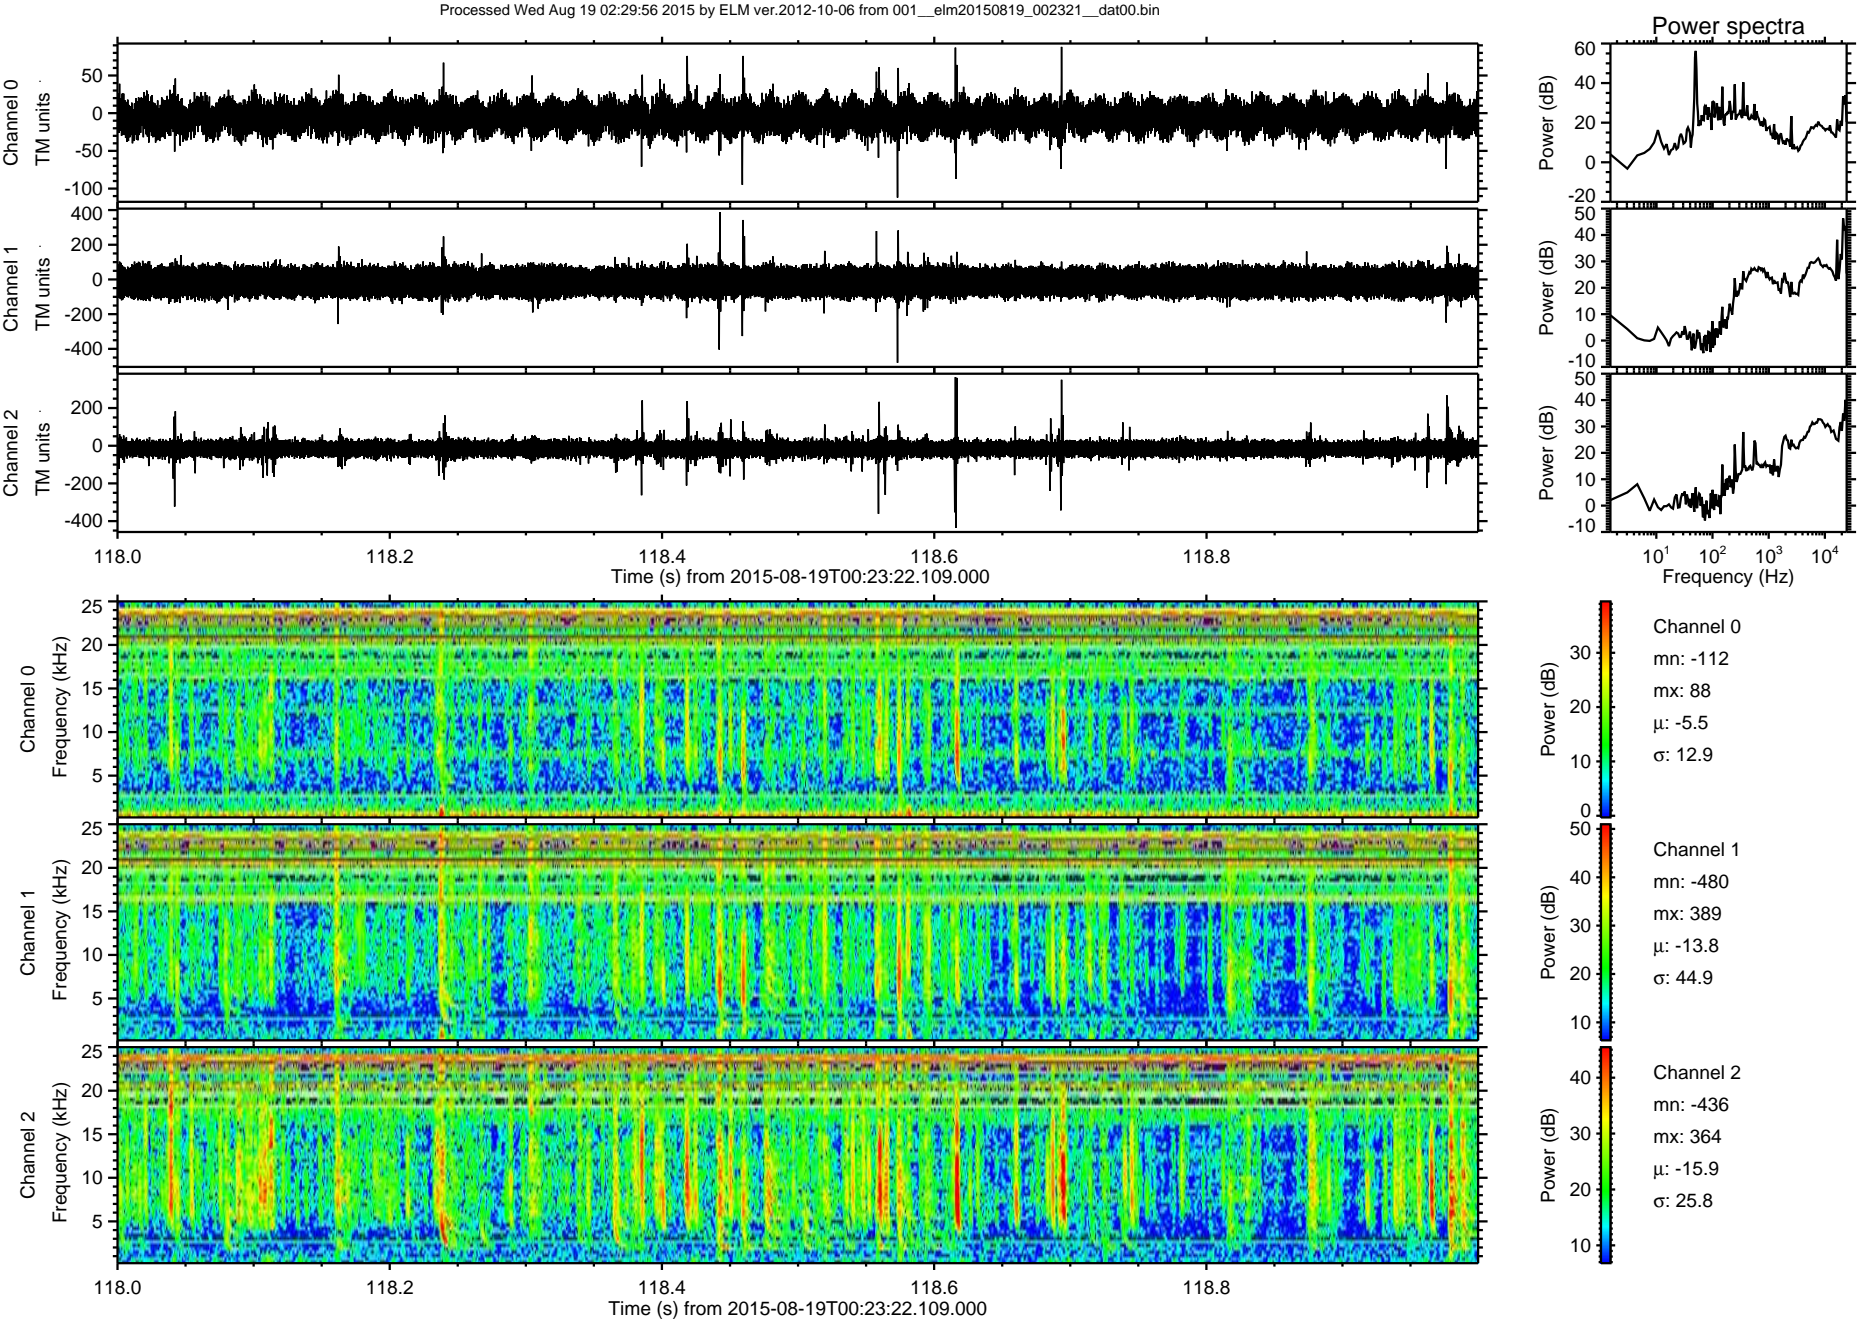 Processed Wed Aug 19 02:29:56 2015 by ELM ver.2012-10-06 from 001__elm20150819_002321__dat00.bin
Power spectra
Channel 0
TM units
50
0
-50
-100
Power (dB)
60
40
20
0
-20
Channel 1
TM units
400
200
0
-200
-400
Power (dB)
50
40
30
20
10
0
-10
Channel 2
TM units
200
0
-200
-400
Power (dB)
50
40
30
20
10
0
-10
118.0 118.2 118.4 118.6 118.8
Time (s) from 2015-08-19T00:23:22.109.000
10¹ 10² 10³ 10⁴
Frequency (Hz)
Channel 0
Frequency (kHz)
25
20
15
10
5
Power (dB)
30
20
10
0
Channel 0
mn: -112
mx: 88
μ: -5.5
σ: 12.9
Channel 1
Frequency (kHz)
25
20
15
10
5
Power (dB)
50
40
30
20
10
Channel 1
mn: -480
mx: 389
μ: -13.8
σ: 44.9
Channel 2
Frequency (kHz)
25
20
15
10
5
Power (dB)
40
30
20
10
Channel 2
mn: -436
mx: 364
μ: -15.9
σ: 25.8
118.0 118.2 118.4 118.6 118.8
Time (s) from 2015-08-19T00:23:22.109.000